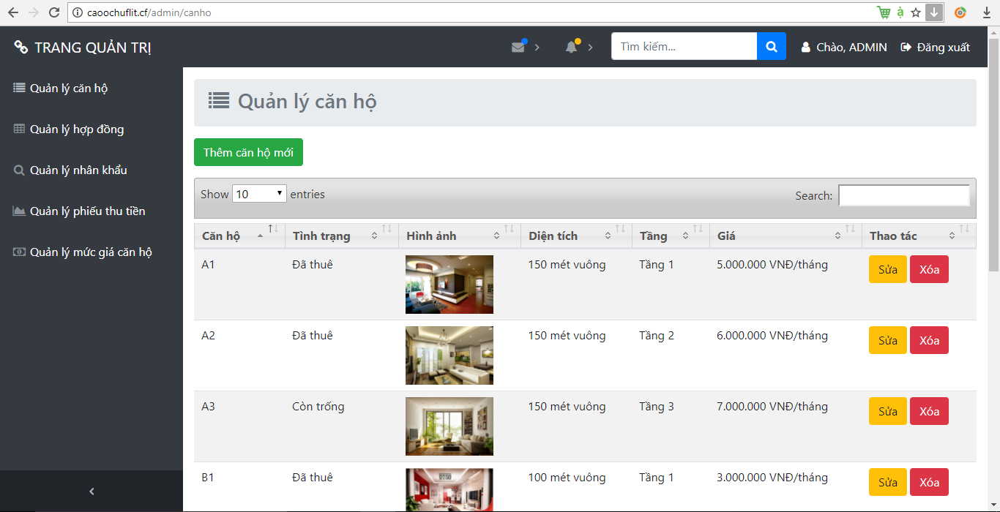 caoochuflit.cf/admin/canho
TRANG QUẢN TRỊ
Tìm kiếm...
Chào, ADMIN
Đăng xuất
Quản lý căn hộ
Quản lý hợp đồng
Quản lý nhân khẩu
Quản lý phiếu thu tiền
Quản lý mức giá căn hộ
Quản lý căn hộ
Thêm căn hộ mới
Show 10 entries
Search:
Căn hộ Tình trạng Hình ảnh Diện tích Tầng Giá Thao tác
A1 Đã thuê 150 mét vuông Tầng 1 5.000.000 VNĐ/tháng Sửa Xóa
A2 Đã thuê 150 mét vuông Tầng 2 6.000.000 VNĐ/tháng Sửa Xóa
A3 Còn trống 150 mét vuông Tầng 3 7.000.000 VNĐ/tháng Sửa Xóa
B1 Đã thuê 100 mét vuông Tầng 1 3.000.000 VNĐ/tháng Sửa Xóa